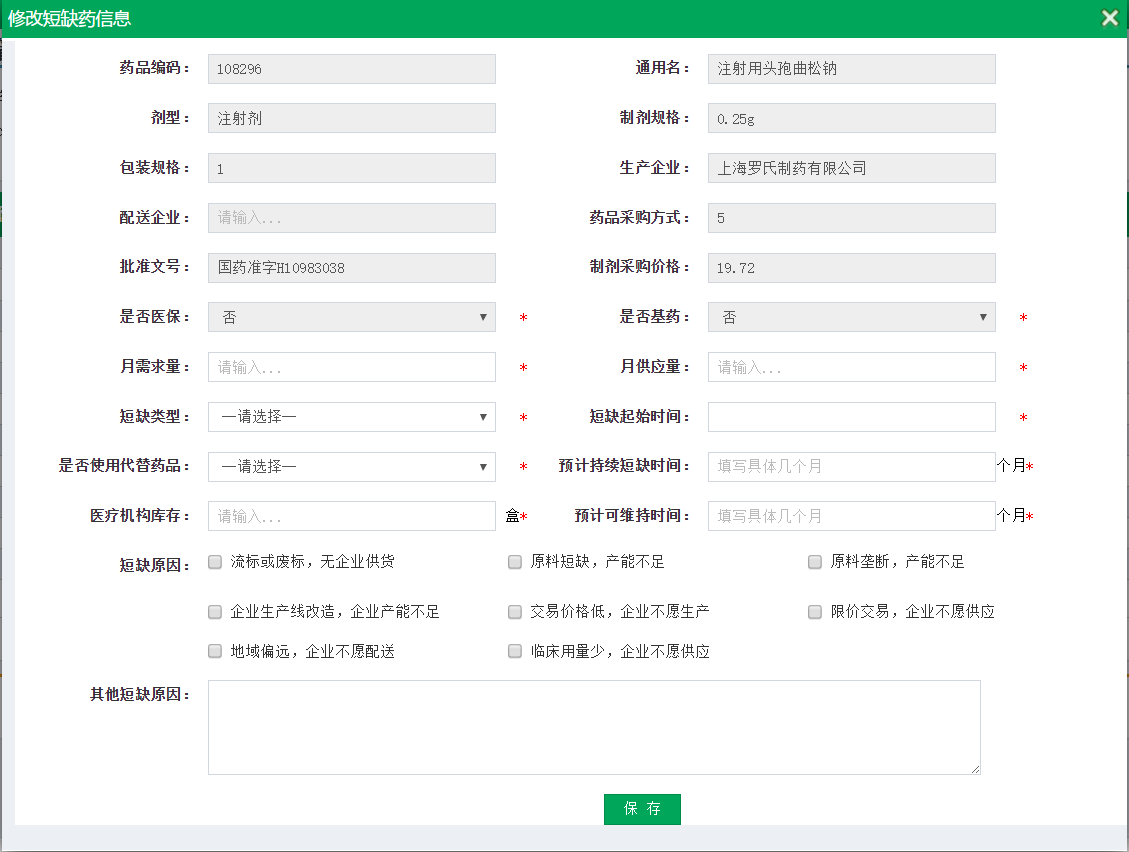 修改短缺药信息
药品编码： 108296 通用名： 注射用头孢曲松钠
剂型： 注射剂 制剂规格： 0.25g
包装规格： 1 生产企业： 上海罗氏制药有限公司
配送企业： 请输入... 药品采购方式： 5
批准文号： 国药准字H10983038 制剂采购价格： 19.72
是否医保： 否 * 是否基药： 否 *
月需求量： 请输入... * 月供应量： 请输入... *
短缺类型： —请选择— * 短缺起始时间： *
是否使用代替药品： —请选择— * 预计持续短缺时间： 填写具体几个月 个月*
医疗机构库存： 请输入... 盒* 预计可维持时间： 填写具体几个月 个月*
短缺原因： 流标或废标，无企业供货 原料短缺，产能不足 原料垄断，产能不足
企业生产线改造，企业产能不足 交易价格低，企业不愿生产 限价交易，企业不愿供应
地域偏远，企业不愿配送 临床用量少，企业不愿供应
其他短缺原因：
保 存